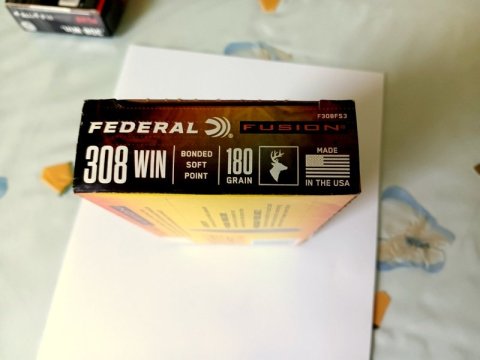 F308FS3
FEDERAL® FUSION®
308 WIN
BONDED
SOFT
POINT
180
GRAIN
MADE
IN THE USA